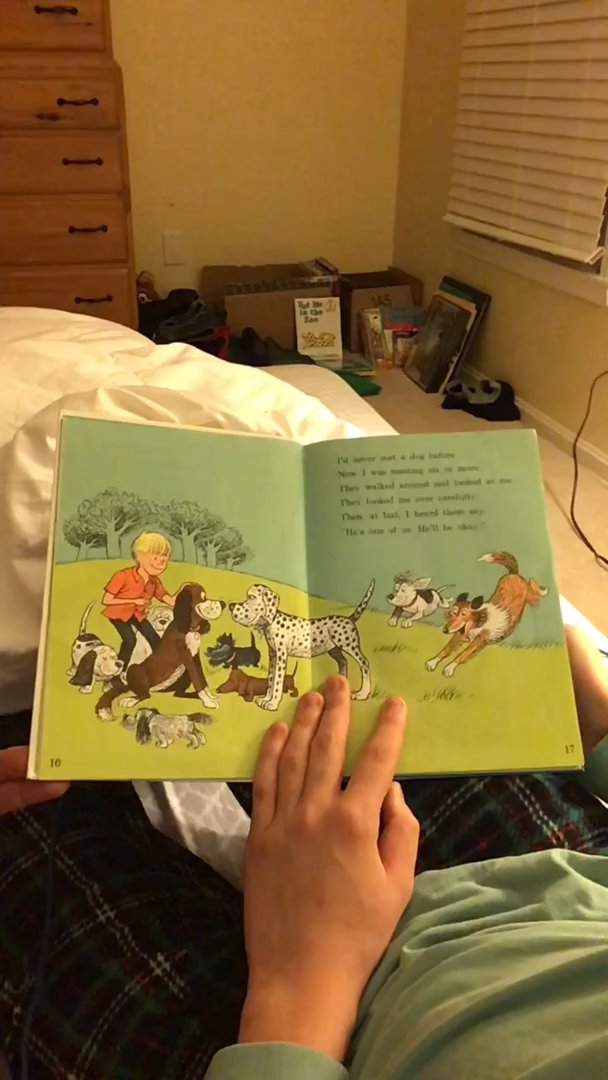 Put Me
in the
Zoo
JAS
I'd never met a dog before.
Now I was meeting six or more.
They walked around and looked at me.
They looked me over carefully.
Then, at last, I heard them say,
"He's one of us. He'll be okay."
16
17